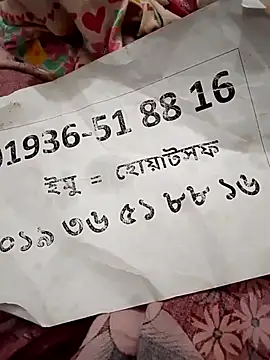 01936-51 88 16
ইমু = হোয়াটসফ
০১৯ ৩৬ ৫১ ৮৮ ১৬